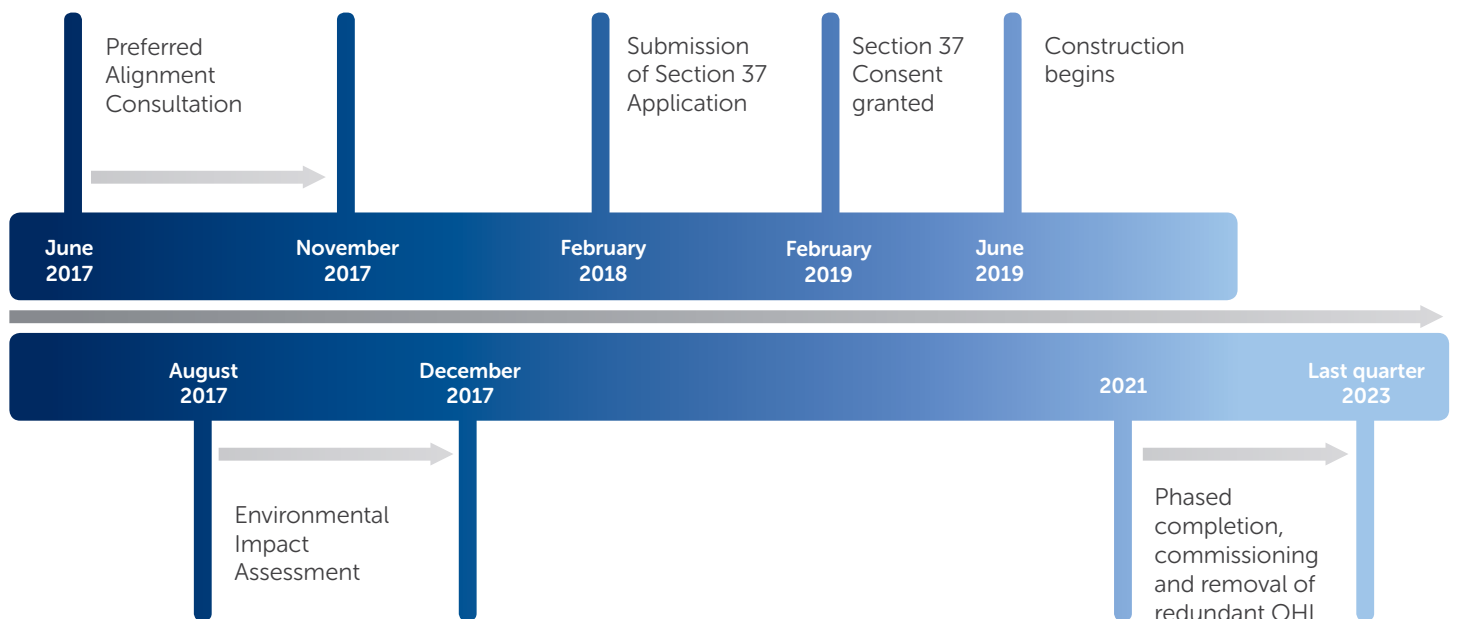 Preferred
Alignment
Consultation
Submission
of Section 37
Application
Section 37
Consent
granted
Construction
begins
June
2017
November
2017
February
2018
February
2019
June
2019
August
2017
December
2017
2021
Last quarter
2023
Environmental
Impact
Assessment
Phased
completion,
commissioning
and removal of
redundant OHL